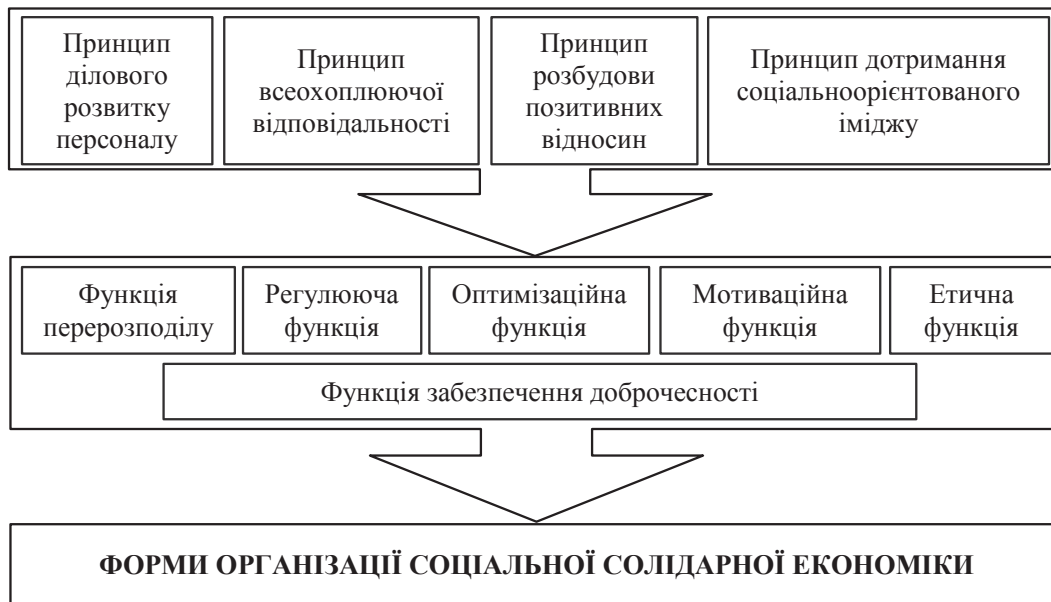 Принцип
ділового
розвитку
персоналу
Принцип
всеохоплюючої
відповідальності
Принцип
розбудови
позитивних
відносин
Принцип дотримання
соціальноорієнтованого
іміджу
Функція
перерозподілу
Регулююча
функція
Оптимізаційна
функція
Мотиваційна
функція
Етична
функція
Функція забезпечення доброчесності
ФОРМИ ОРГАНІЗАЦІЇ СОЦІАЛЬНОЇ СОЛІДАРНОЇ ЕКОНОМІКИ